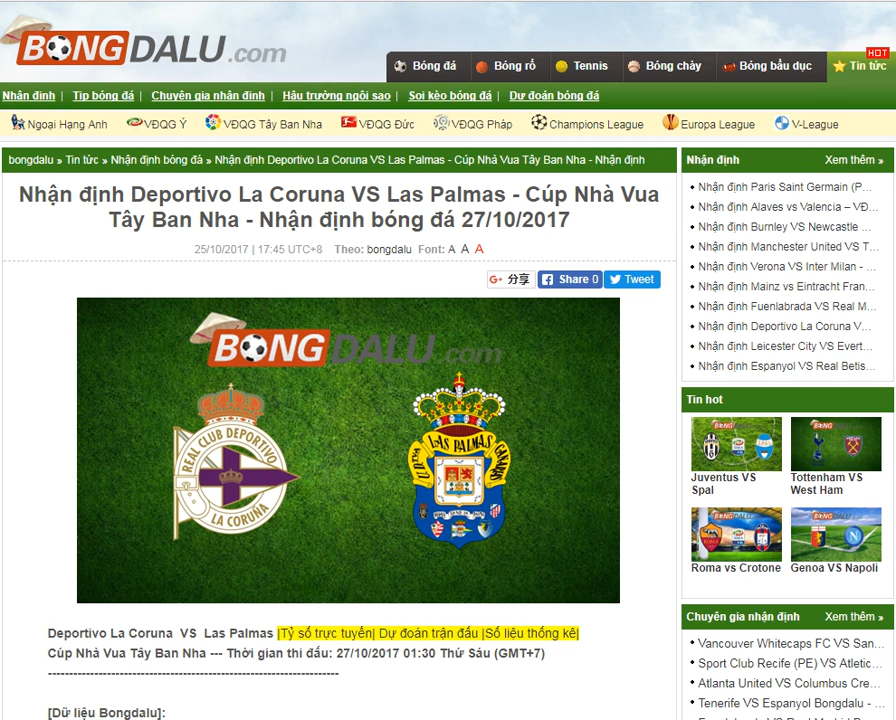 BONGDALU.com
Bóng đá Bóng rổ Tennis Bóng chày Bóng bầu dục Tin tức HOT
Nhận định | Tip bóng đá | Chuyên gia nhận định | Hậu trường ngôi sao | Soi kèo bóng đá | Dự đoán bóng đá
Ngoại Hạng Anh VĐQG Ý VĐQG Tây Ban Nha VĐQG Đức VĐQG Pháp Champions League Europa League V-League
bongdalu » Tin tức » Nhận định bóng đá » Nhận định Deportivo La Coruna VS Las Palmas - Cúp Nhà Vua Tây Ban Nha - Nhận định
Nhận định Deportivo La Coruna VS Las Palmas - Cúp Nhà Vua
Tây Ban Nha - Nhận định bóng đá 27/10/2017
25/10/2017 | 17:45 UTC+8 Theo: bongdalu Font: A A A
G+ 分享 Share 0 Tweet
BONGDALU.com
REAL CLUB DEPORTIVO
LA CORUÑA
LAS PALMAS
Deportivo La Coruna VS Las Palmas |Tỷ số trực tuyến| Dự đoán trận đấu |Số liệu thống kê|
Cúp Nhà Vua Tây Ban Nha --- Thời gian thi đấu: 27/10/2017 01:30 Thứ Sáu (GMT+7)
------------------------------------------------------------------------
[Dữ liệu Bongdalu]:
Nhận định Xem thêm »
Nhận định Paris Saint Germain (P...
Nhận định Alaves vs Valencia – VĐ...
Nhận định Burnley VS Newcastle ...
Nhận định Manchester United VS T...
Nhận định Verona VS Inter Milan - ...
Nhận định Mainz vs Eintracht Fran...
Nhận định Fuenlabrada VS Real M...
Nhận định Deportivo La Coruna V...
Nhận định Leicester City VS Evert...
Nhận định Espanyol VS Real Betis...
Tin hot
Juventus VS
Spal
Tottenham VS
West Ham
Roma vs Crotone
Genoa VS Napoli
Chuyên gia nhận định Xem thêm »
Vancouver Whitecaps FC VS San...
Sport Club Recife (PE) VS Atletic...
Atlanta United VS Columbus Cre...
Tenerife VS Espanyol Bongdalu - ...